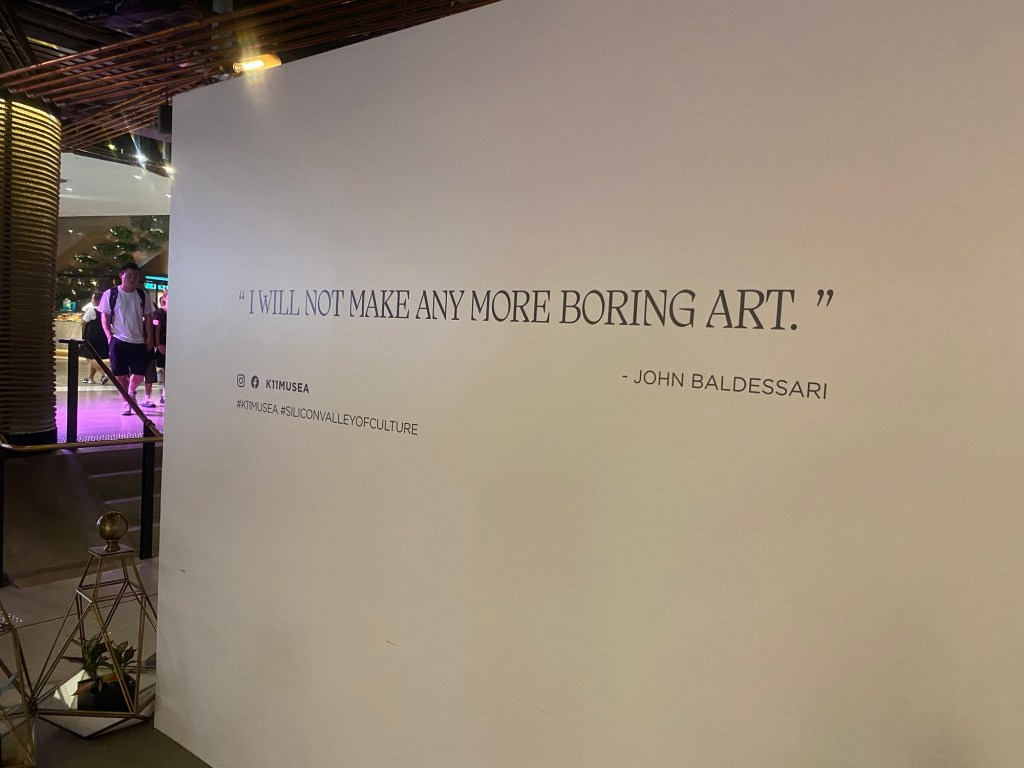 “ I WILL NOT MAKE ANY MORE BORING ART. ”
- JOHN BALDESSARI
K11MUSEA
#K11MUSEA #SILICONVALLEYOFCULTURE